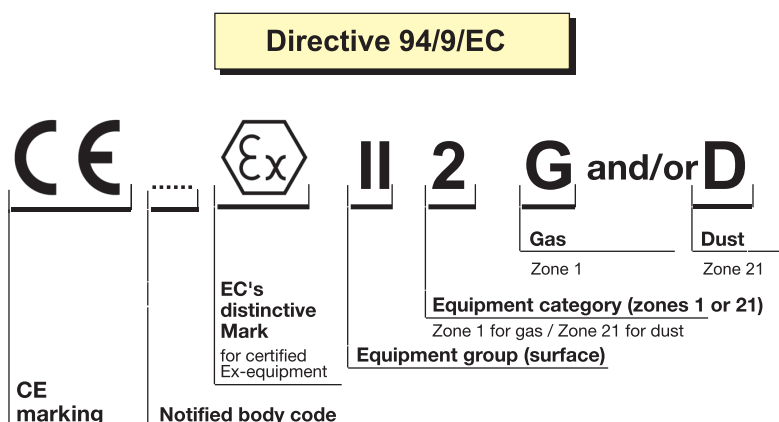 Directive 94/9/EC
CE ...... Ex II 2 G and/or D
Gas
Zone 1
Dust
Zone 21
Equipment category (zones 1 or 21)
Zone 1 for gas / Zone 21 for dust
Equipment group (surface)
EC's
distinctive
Mark
for certified
Ex-equipment
CE
marking
Notified body code